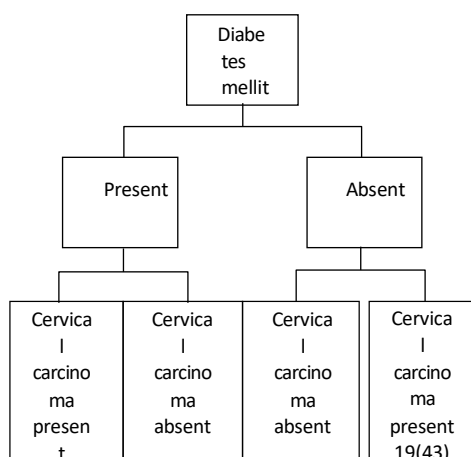 Diabe
tes
mellit
Present
Absent
Cervica
l
carcino
ma
presen
t
Cervica
l
carcino
ma
absent
Cervica
l
carcino
ma
absent
Cervica
l
carcino
ma
present
19(43)